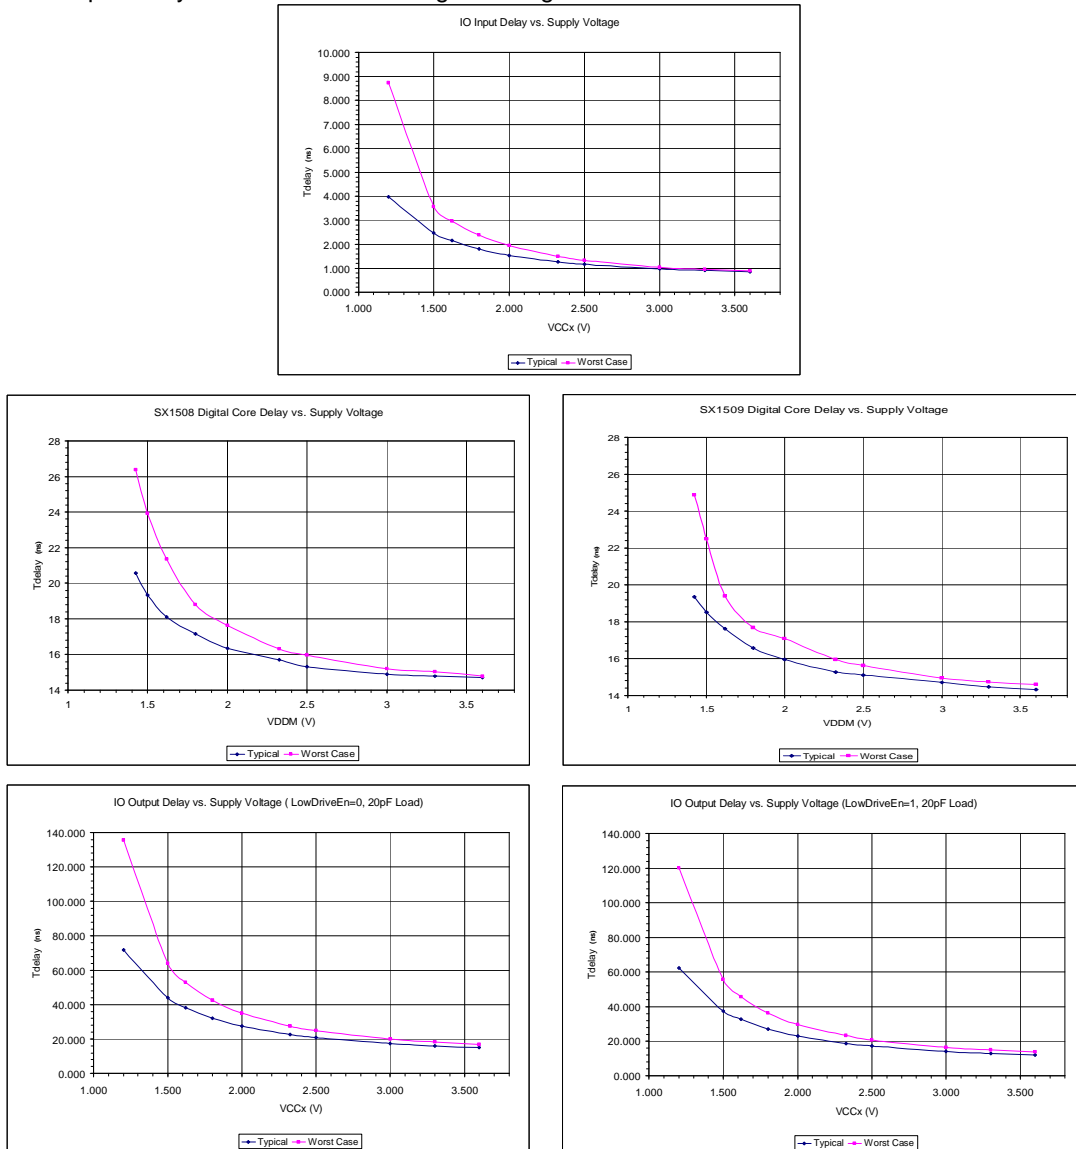 IO Input Delay vs. Supply Voltage
10.000
9.000
8.000
7.000
6.000
5.000
4.000
3.000
2.000
1.000
0.000
Tdelay (ns)
1.000 1.500 2.000 2.500 3.000 3.500
VCCx (V)
Typical Worst Case
SX1508 Digital Core Delay vs. Supply Voltage
28
26
24
22
20
18
16
14
Tdelay (ns)
1 1.5 2 2.5 3 3.5
VDDM (V)
Typical Worst Case
SX1509 Digital Core Delay vs. Supply Voltage
28
26
24
22
20
18
16
14
Tdelay (ns)
1 1.5 2 2.5 3 3.5
VDDM (V)
Typical Worst Case
IO Output Delay vs. Supply Voltage ( LowDriveEn=0, 20pF Load)
140.000
120.000
100.000
80.000
60.000
40.000
20.000
0.000
Tdelay (ns)
1.000 1.500 2.000 2.500 3.000 3.500
VCCx (V)
Typical Worst Case
IO Output Delay vs. Supply Voltage (LowDriveEn=1, 20pF Load)
140.000
120.000
100.000
80.000
60.000
40.000
20.000
0.000
Tdelay (ns)
1.000 1.500 2.000 2.500 3.000 3.500
VCCx (V)
Typical Worst Case